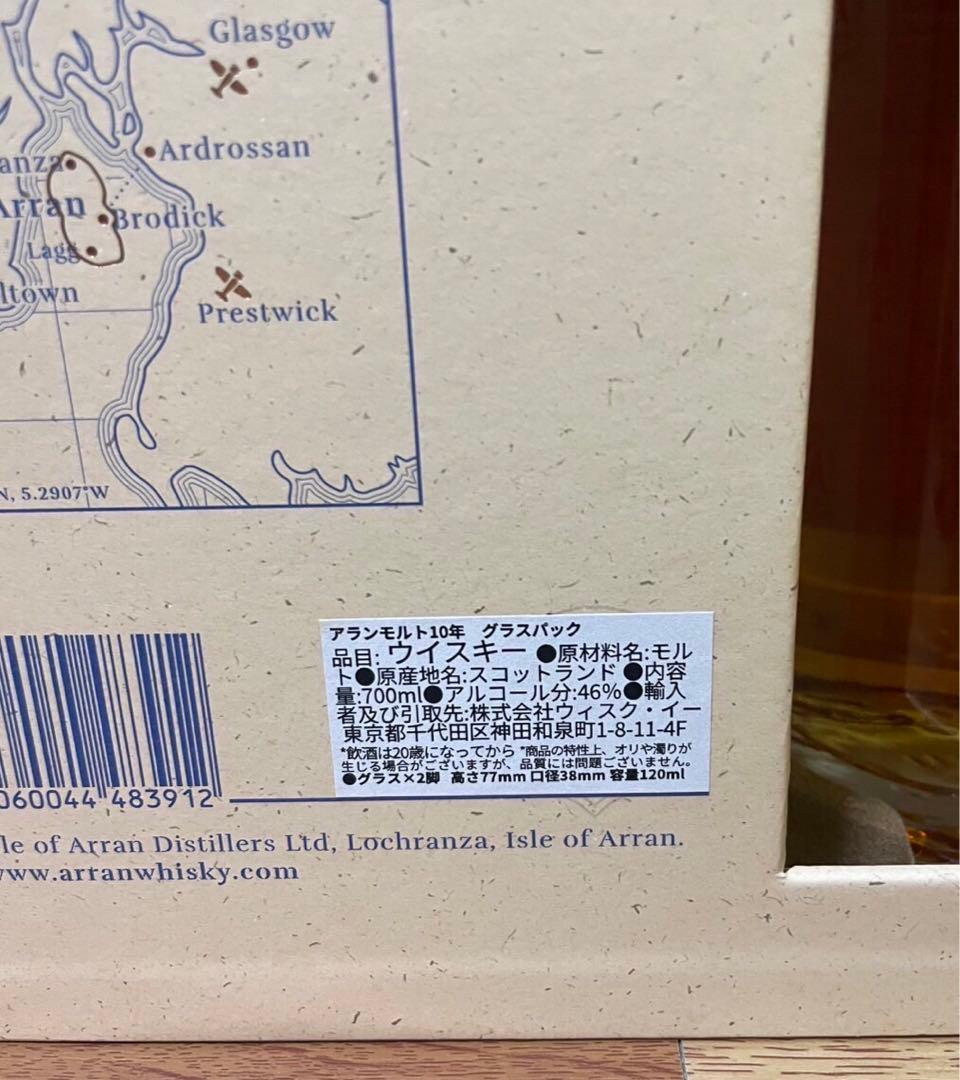 Glasgow
Ardrossan
anza
Arran
Brodick
Lagg
ltown
Prestwick
N, 5.2907°W
アランモルト10年 グラスパック
品目: ウイスキー ●原材料名:モル
ト●原産地名:スコットランド ●内容
量:700ml●アルコール分:46%●輸入
者及び引取先:株式会社ウィスク・イー
東京都千代田区神田和泉町1-8-11-4F
*飲酒は20歳になってから *商品の特性上、オリや濁りが
生じる場合がございますが、品質には問題ございません。
●グラス×2脚 高さ77mm 口径38mm 容量120ml
060044 483912
le of Arran Distillers Ltd, Lochranza, Isle of Arran.
www.arranwhisky.com